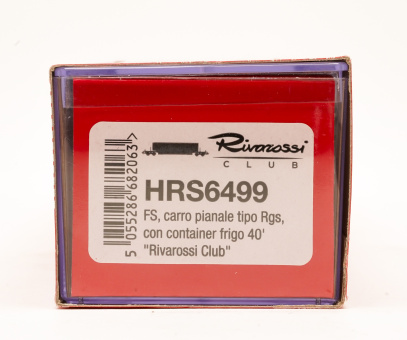 Rivarossi
CLUB
HRS6499
FS, carro pianale tipo Rgs,
con container frigo 40'
"Rivarossi Club"
5 055286 682063>